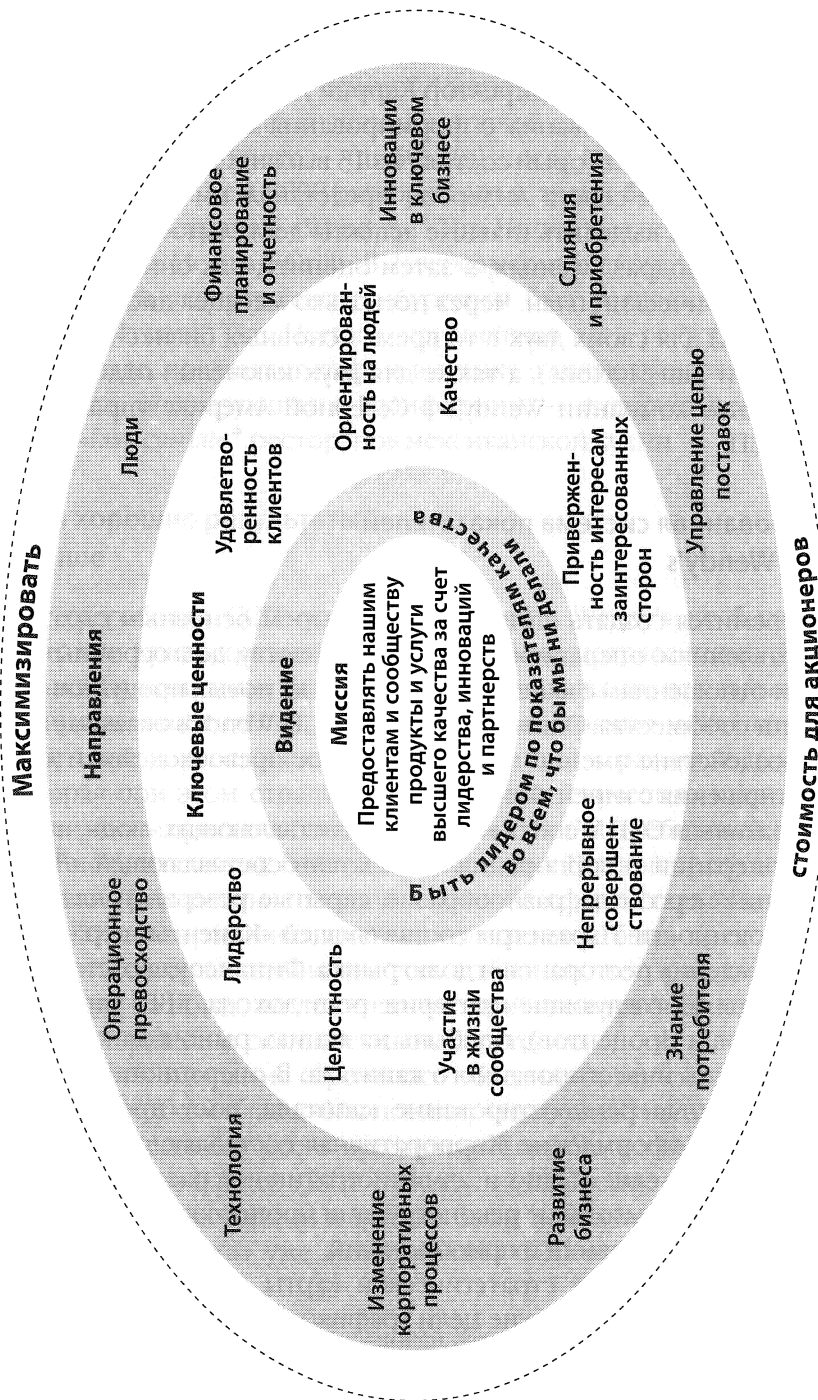 Максимизировать
Направления
Люди
Финансовое
планирование
и отчетность
Инновации
в ключевом
бизнесе
Слияния
и приобретения
Управление цепью
поставок
Знание
потребителя
Развитие
бизнеса
Изменение
корпоративных
процессов
Технология
Операционное
превосходство
Ключевые ценности
Удовлетво-
ренность
клиентов
Ориентирован-
ность на людей
Качество
Привержен-
ность интересам
заинтересованных
сторон
Непрерывное
совершен-
ствование
Участие
в жизни
сообщества
Целостность
Лидерство
Видение
Быть лидером по показателям качества
во всем, что бы мы ни делали
Миссия
Предоставлять нашим
клиентам и сообществу
продукты и услуги
высшего качества за счет
лидерства, инноваций
и партнерств
стоимость для акционеров